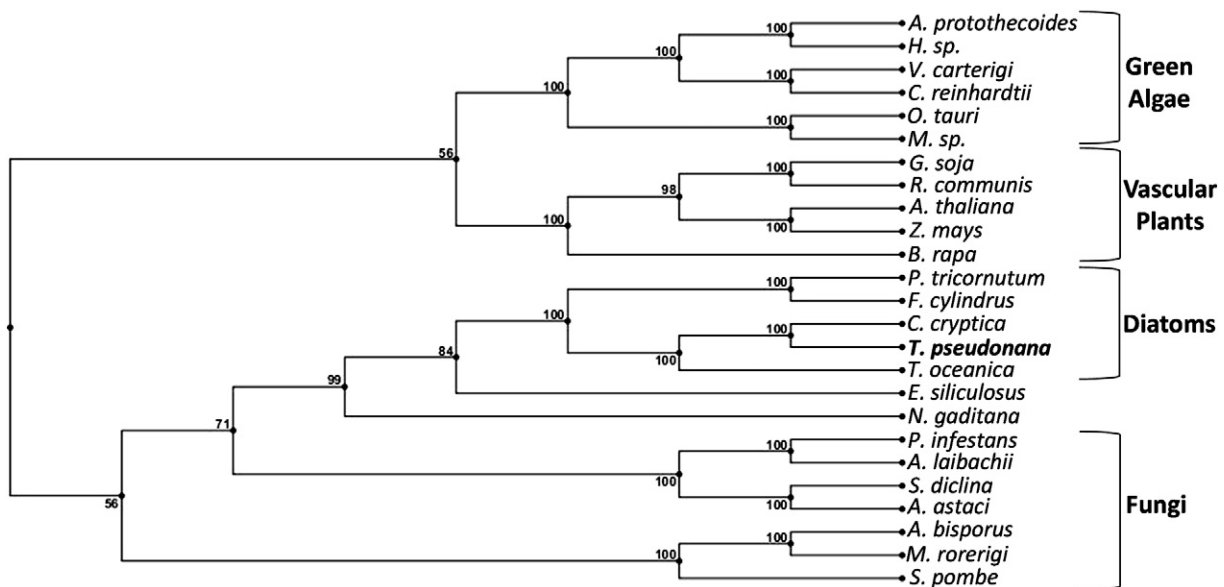 A. protothecoides
100
H. sp.
100
V. carterigi
100
C. reinhardtii
100
O. tauri
100
M. sp.
Green
Algae
56
G. soja
100
R. communis
98
A. thaliana
100
Z. mays
100
B. rapa
Vascular
Plants
P. tricornutum
100
F. cylindrus
100
C. cryptica
100
T. pseudonana
100
T. oceanica
84
Diatoms
E. siliculosus
99
N. gaditana
71
P. infestans
100
A. laibachii
100
S. diclina
100
A. astaci
56
A. bisporus
100
M. rorerigi
100
S. pombe
Fungi